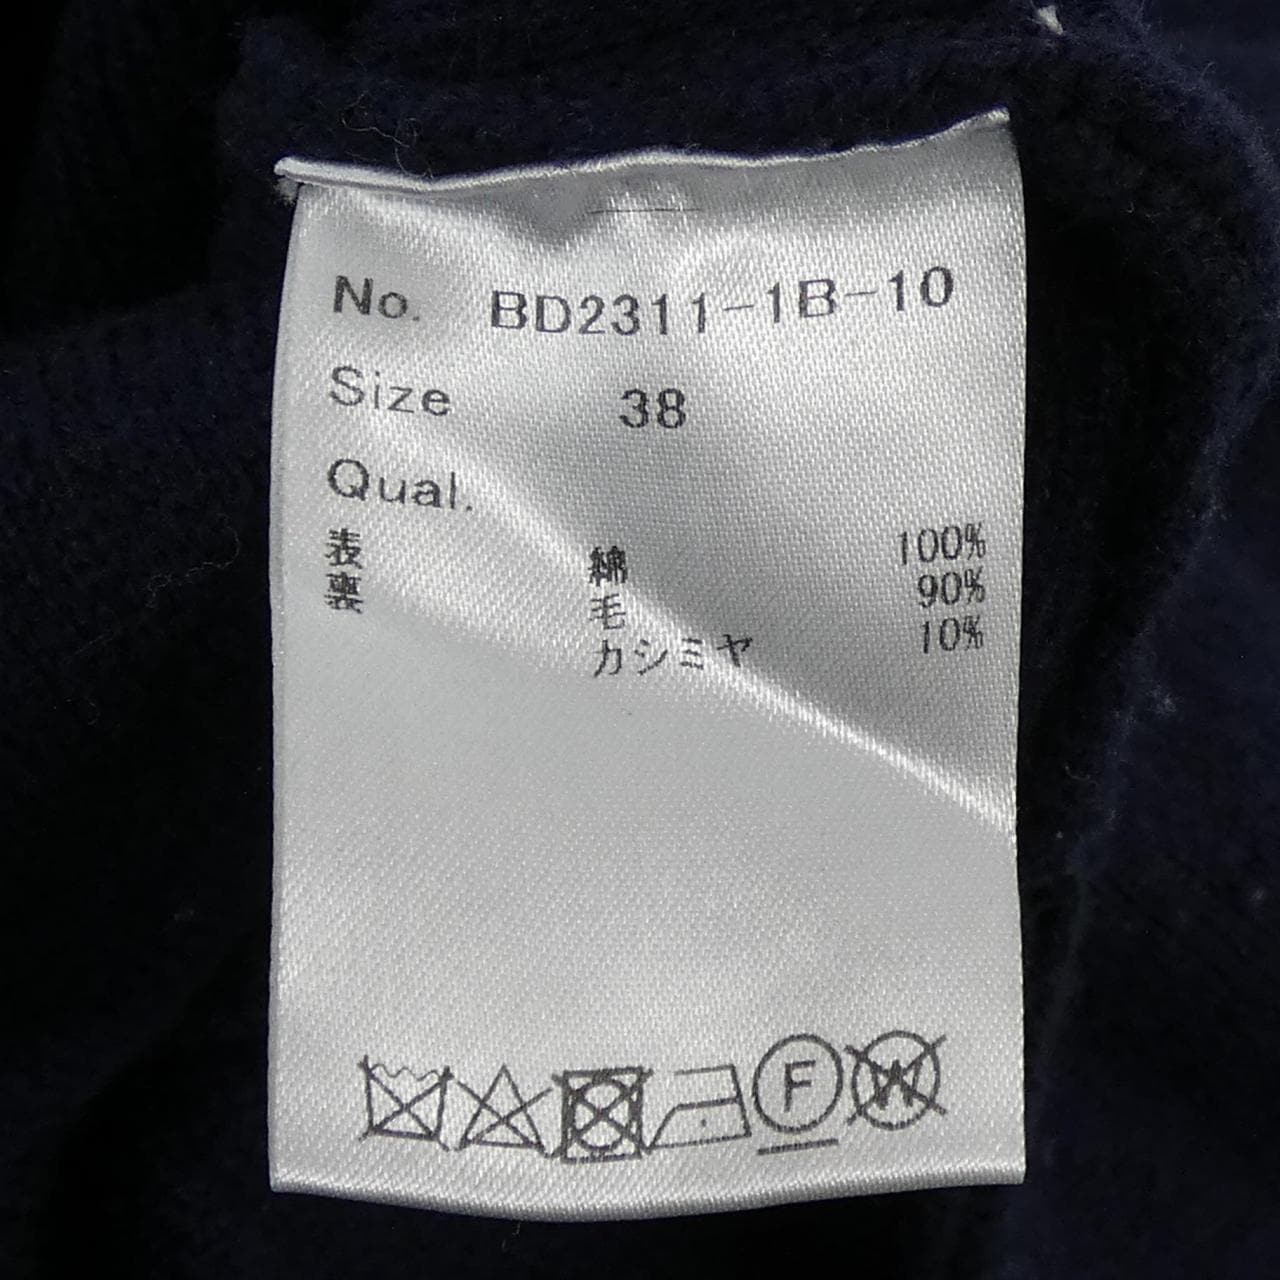 No. BD2311-1B-10
Size 38
Qual.
表 綿 100%
裏 毛 90%
カシミヤ 10%
F
W